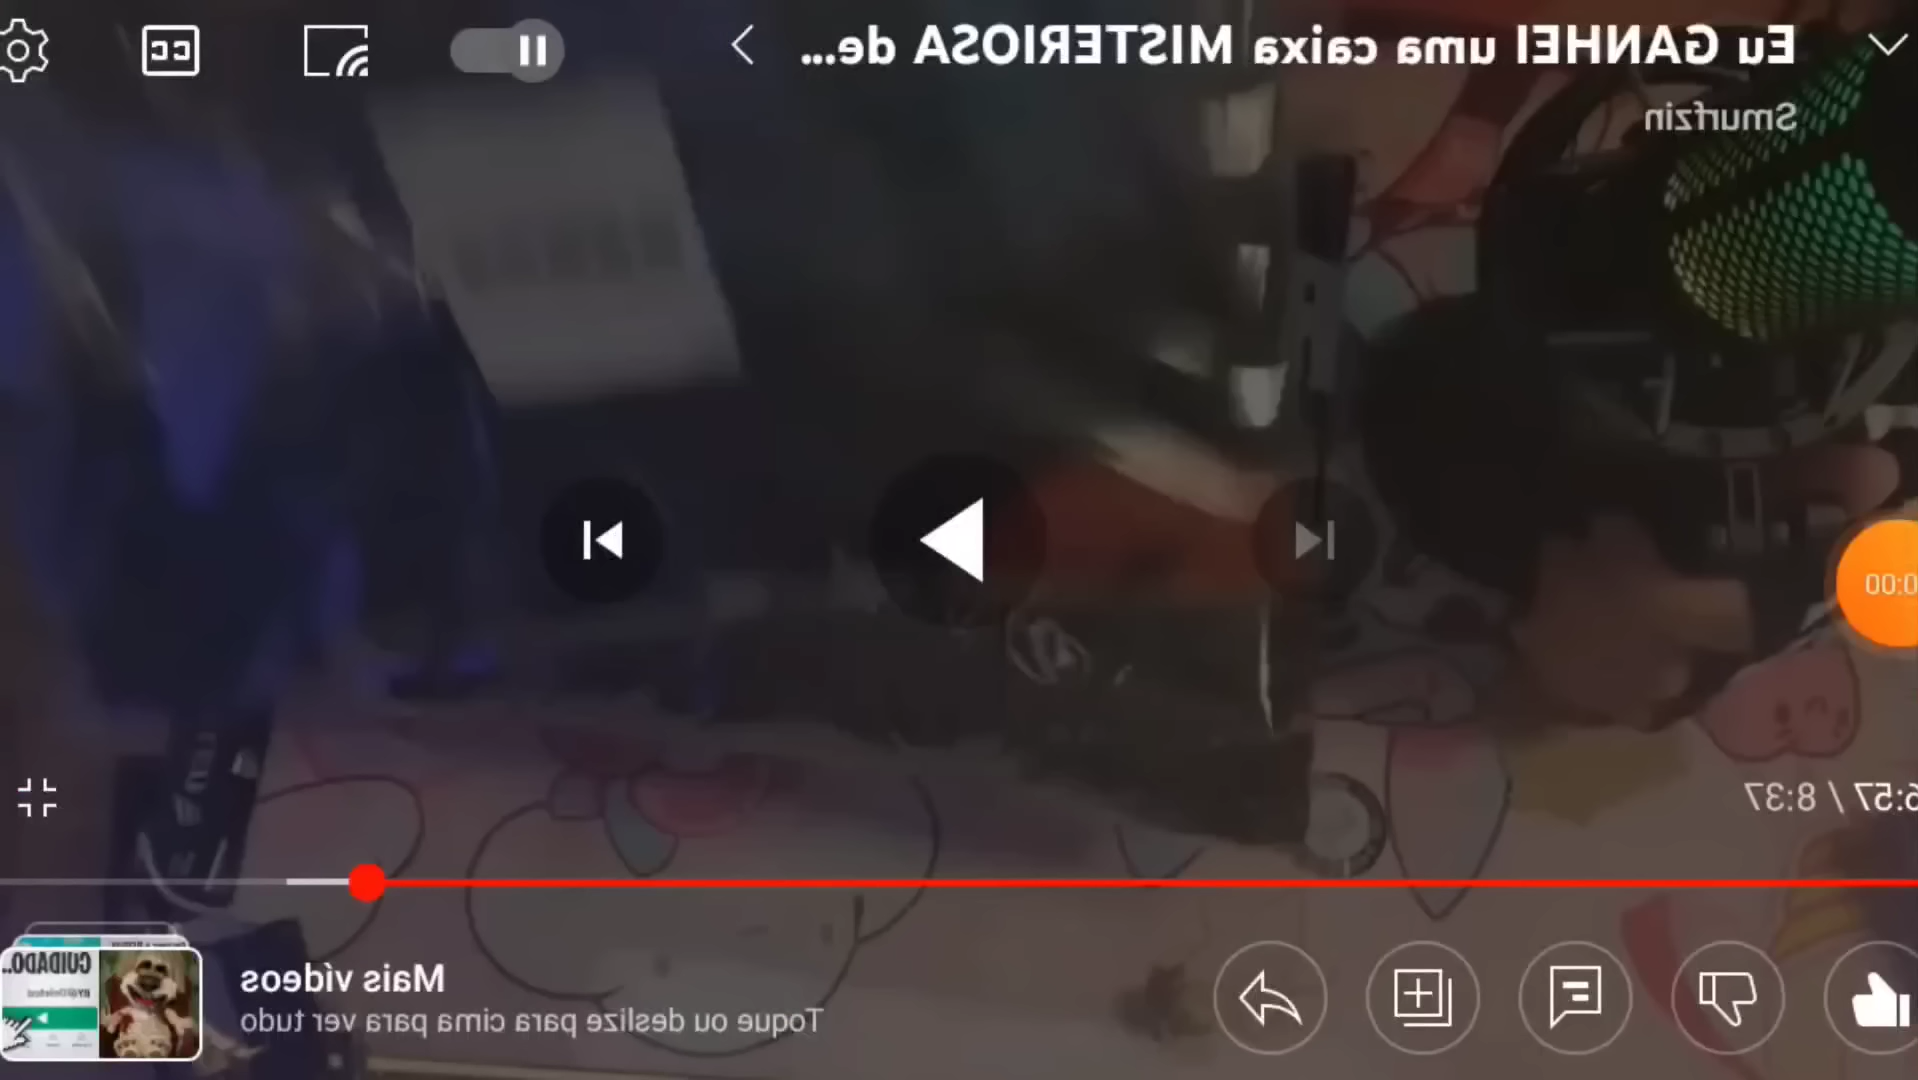 Eu GANHEI uma caixa MISTERIOSA de...
Smurfzin
CC
00:0
6:57 / 8:37
Mais vídeos
Toque ou deslize para cima para ver tudo
CUIDADO..